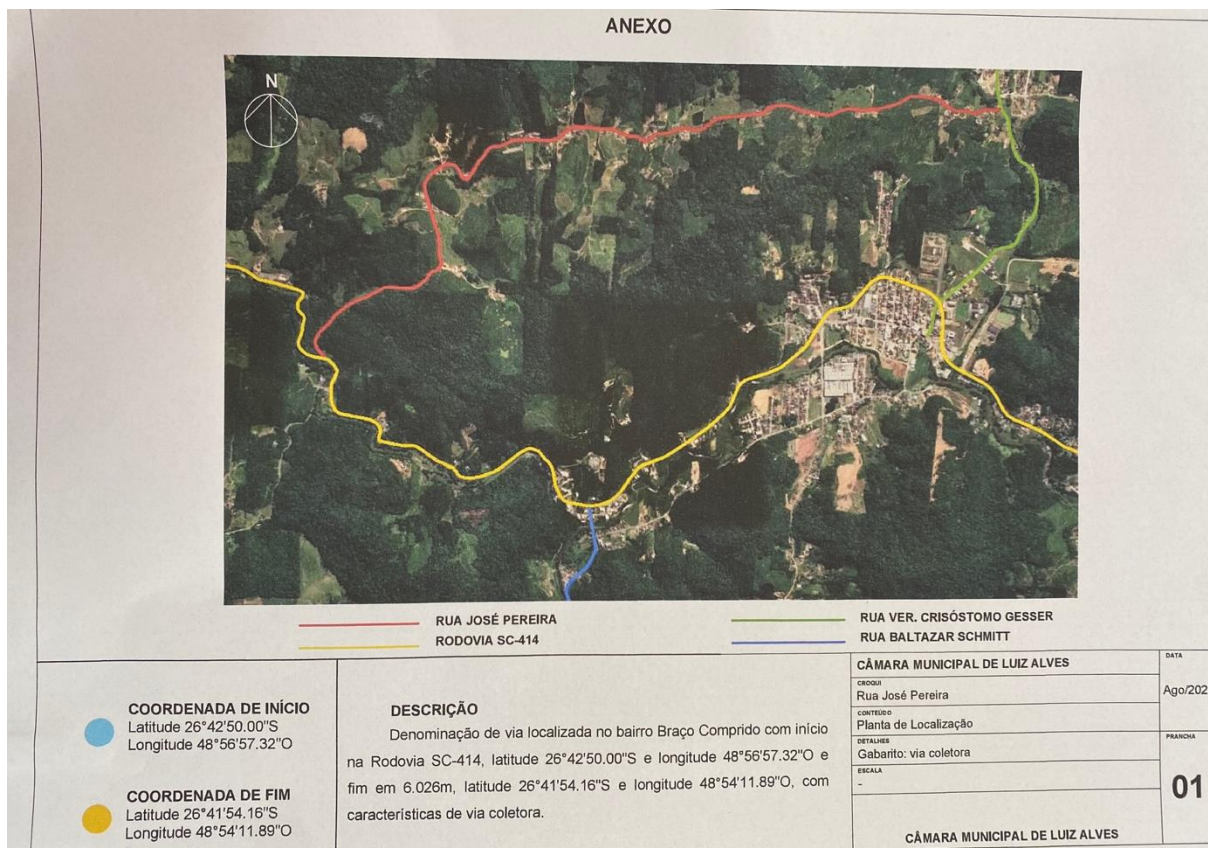 ANEXO
N
RUA JOSÉ PEREIRA
RODOVIA SC-414
RUA VER. CRISÓSTOMO GESSER
RUA BALTAZAR SCHMITT
COORDENADA DE INÍCIO
Latitude 26°42'50.00"S
Longitude 48°56'57.32"O
COORDENADA DE FIM
Latitude 26°41'54.16"S
Longitude 48°54'11.89"O
DESCRIÇÃO
Denominação de via localizada no bairro Braço Comprido com início
na Rodovia SC-414, latitude 26°42'50.00"S e longitude 48°56'57.32"O e
fim em 6.026m, latitude 26°41'54.16"S e longitude 48°54'11.89"O, com
características de via coletora.
CÂMARA MUNICIPAL DE LUIZ ALVES
CROQUI
Rua José Pereira
CONTEÚDO
Planta de Localização
DETALHES
Gabarito: via coletora
ESCALA
-
CÂMARA MUNICIPAL DE LUIZ ALVES
DATA
Ago/202
PRANCHA
01